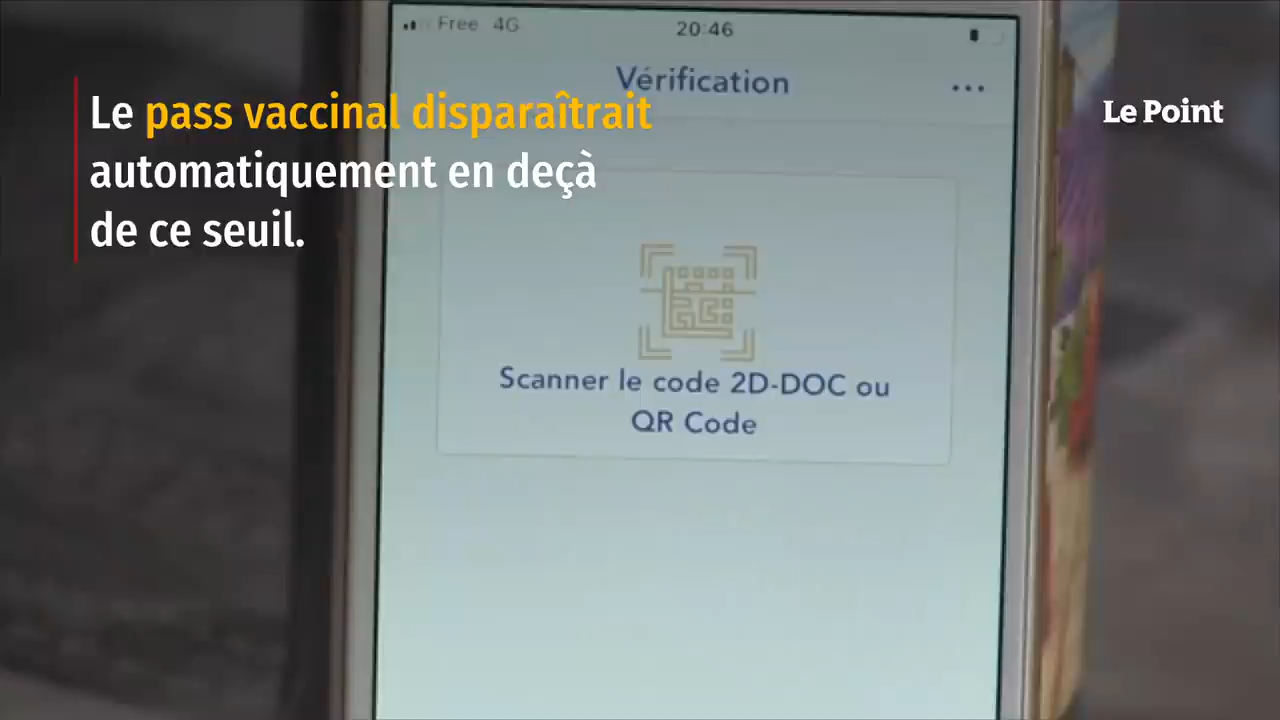 Free 4G
20:46
Vérification
Le pass vaccinal disparaîtrait
automatiquement en deçà
de ce seuil.
Le Point
Scanner le code 2D-DOC ou
QR Code